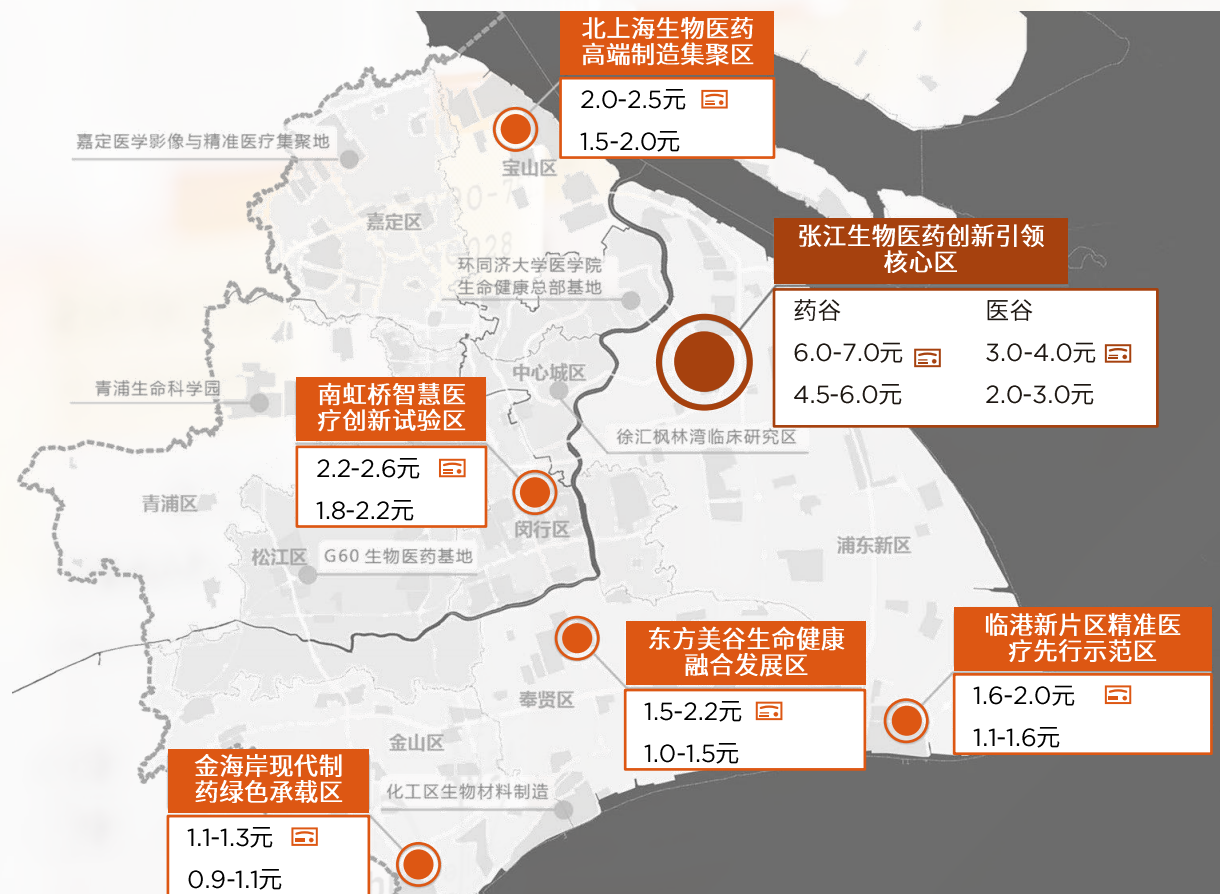 北上海生物医药
高端制造集聚区
2.0-2.5元
1.5-2.0元
嘉定医学影像与精准医疗集聚地
宝山区
嘉定区
张江生物医药创新引领
核心区
药谷
医谷
6.0-7.0元
3.0-4.0元
4.5-6.0元
2.0-3.0元
环同济大学医学院
生命健康总部基地
中心城区
青浦生命科学园
南虹桥智慧医
疗创新试验区
2.2-2.6元
1.8-2.2元
徐汇枫林湾临床研究区
青浦区
闵行区
浦东新区
松江区
G60 生物医药基地
东方美谷生命健康
融合发展区
1.5-2.2元
1.0-1.5元
临港新片区精准医
疗先行示范区
1.6-2.0元
1.1-1.6元
奉贤区
金山区
金海岸现代制
药绿色承载区
1.1-1.3元
0.9-1.1元
化工区生物材料制造